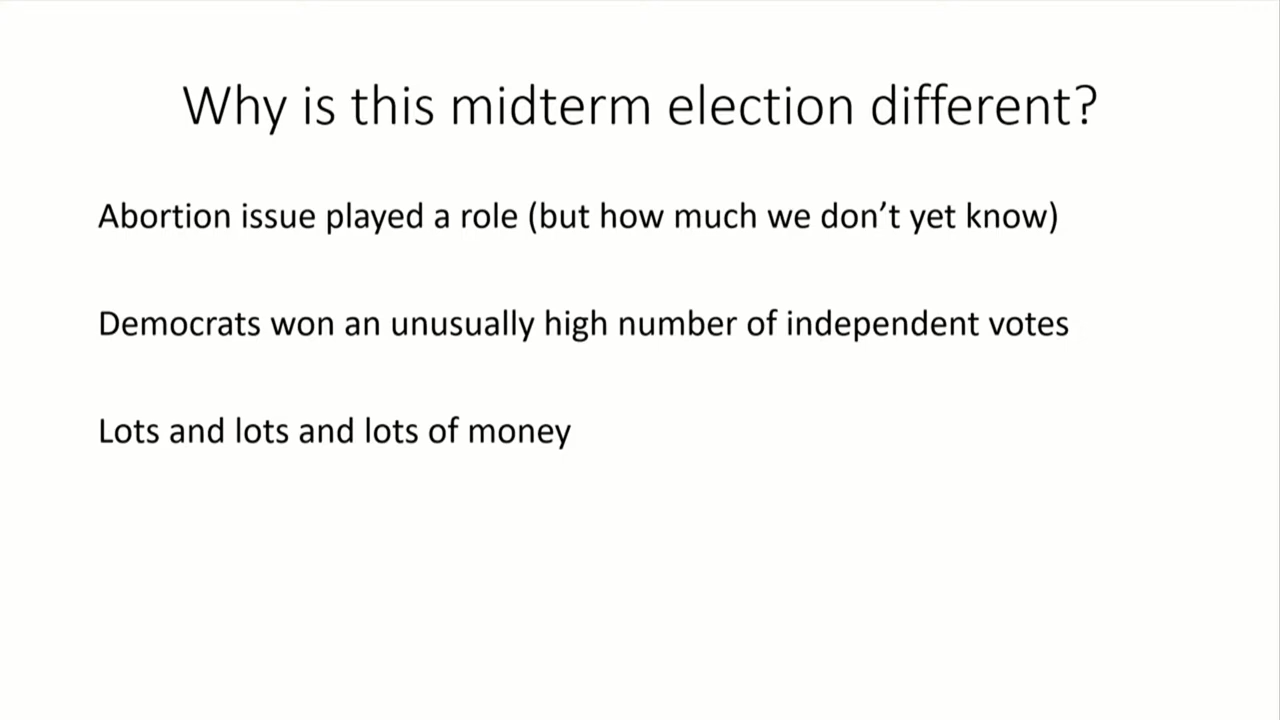 Why is this midterm election different?
Abortion issue played a role (but how much we don’t yet know)
Democrats won an unusually high number of independent votes
Lots and lots and lots of money